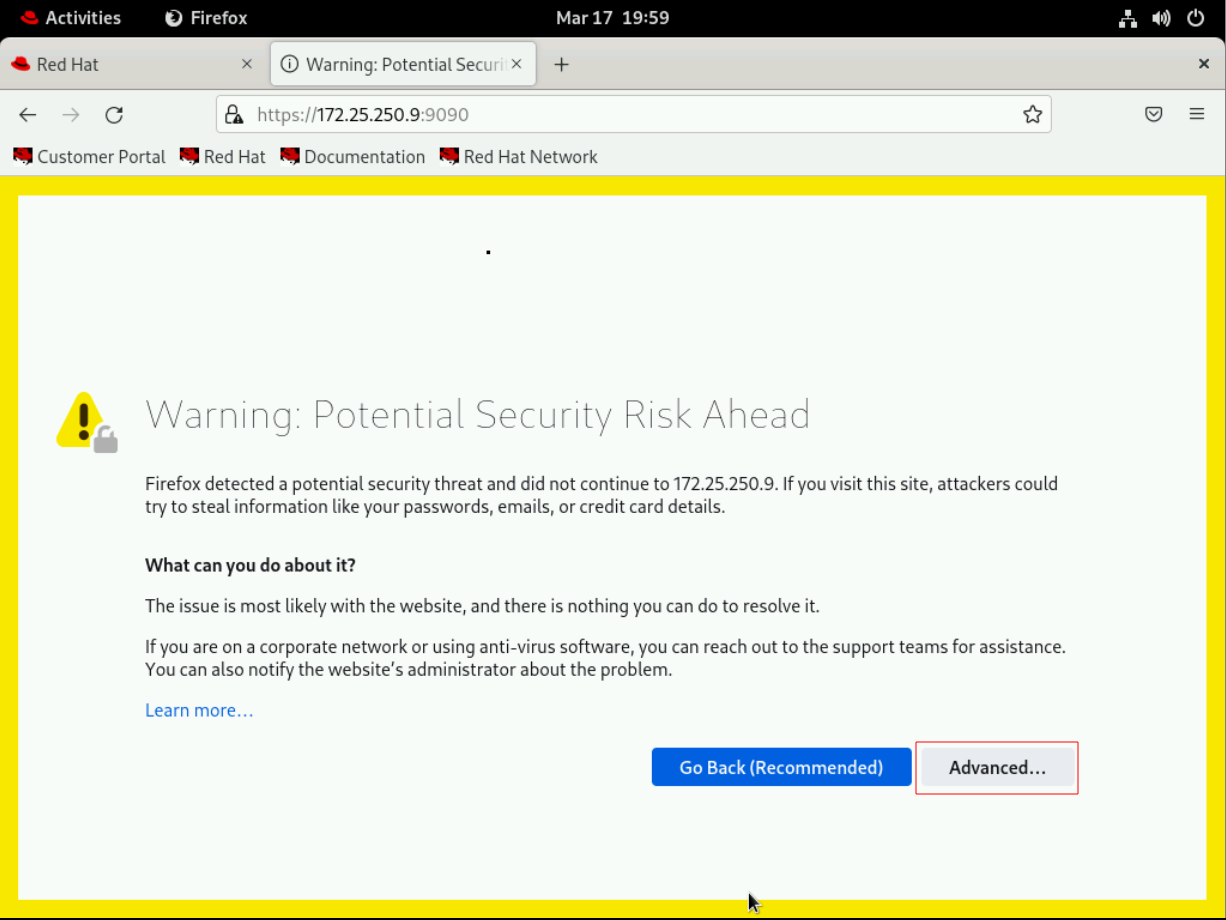 Activities Firefox Mar 17 19:59
Red Hat Warning: Potential Securit
https://172.25.250.9:9090
Customer Portal Red Hat Documentation Red Hat Network
Warning: Potential Security Risk Ahead
Firefox detected a potential security threat and did not continue to 172.25.250.9. If you visit this site, attackers could
try to steal information like your passwords, emails, or credit card details.
What can you do about it?
The issue is most likely with the website, and there is nothing you can do to resolve it.
If you are on a corporate network or using anti-virus software, you can reach out to the support teams for assistance.
You can also notify the website’s administrator about the problem.
Learn more…
Go Back (Recommended) Advanced…